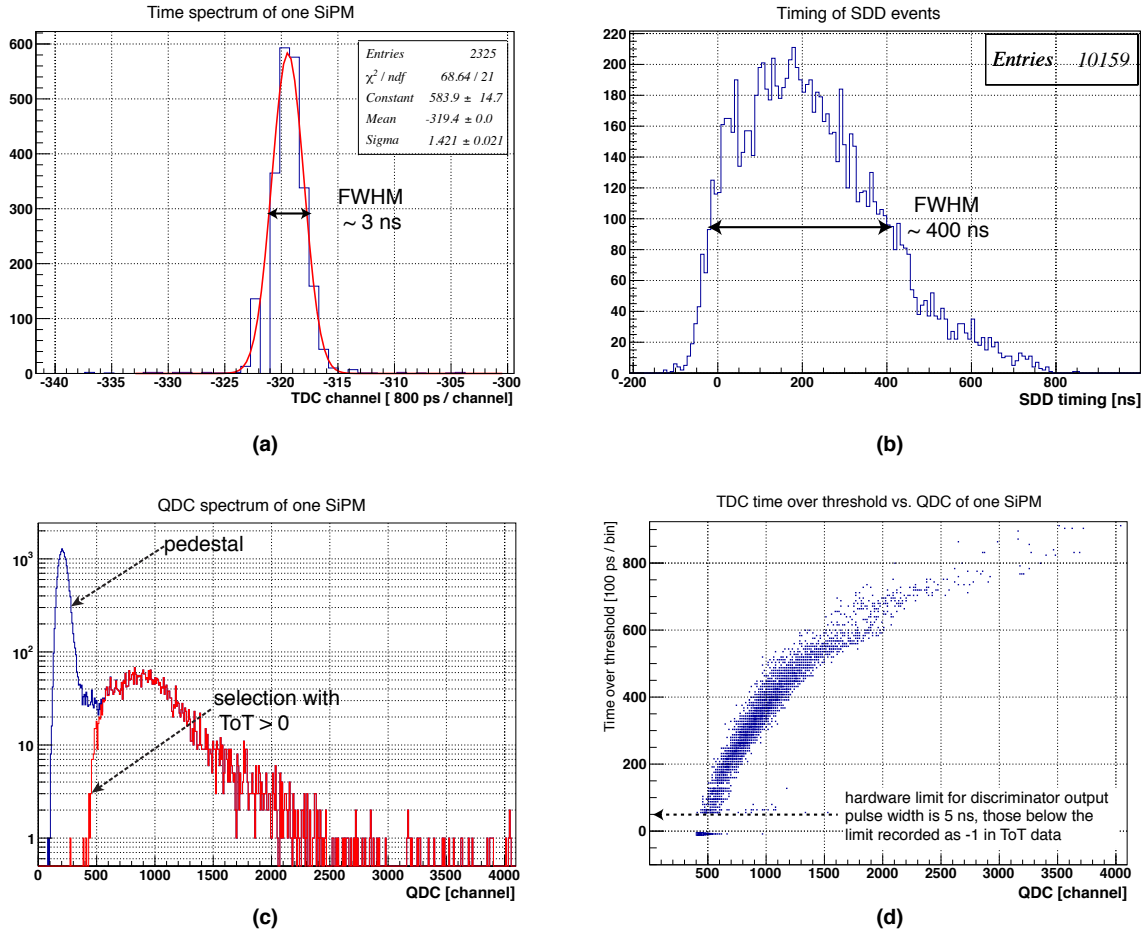 Time spectrum of one SiPM
Entries 2325
χ² / ndf 68.64 / 21
Constant 583.9 ± 14.7
Mean -319.4 ± 0.0
Sigma 1.421 ± 0.021
600
500
400
300
200
100
0
FWHM
~ 3 ns
-340 -335 -330 -325 -320 -315 -310 -305 -300
TDC channel [ 800 ps / channel]
(a)
Timing of SDD events
Entries 10159
220
200
180
160
140
120
100
80
60
40
20
0
FWHM
~ 400 ns
-200 0 200 400 600 800
SDD timing [ns]
(b)
QDC spectrum of one SiPM
10³
10²
10
1
pedestal
selection with
ToT > 0
0 500 1000 1500 2000 2500 3000 3500 4000
QDC [channel]
(c)
TDC time over threshold vs. QDC of one SiPM
Time over threshold [100 ps / bin]
800
600
400
200
0
hardware limit for discriminator output
pulse width is 5 ns, those below the
limit recorded as -1 in ToT data
500 1000 1500 2000 2500 3000 3500 4000
QDC [channel]
(d)